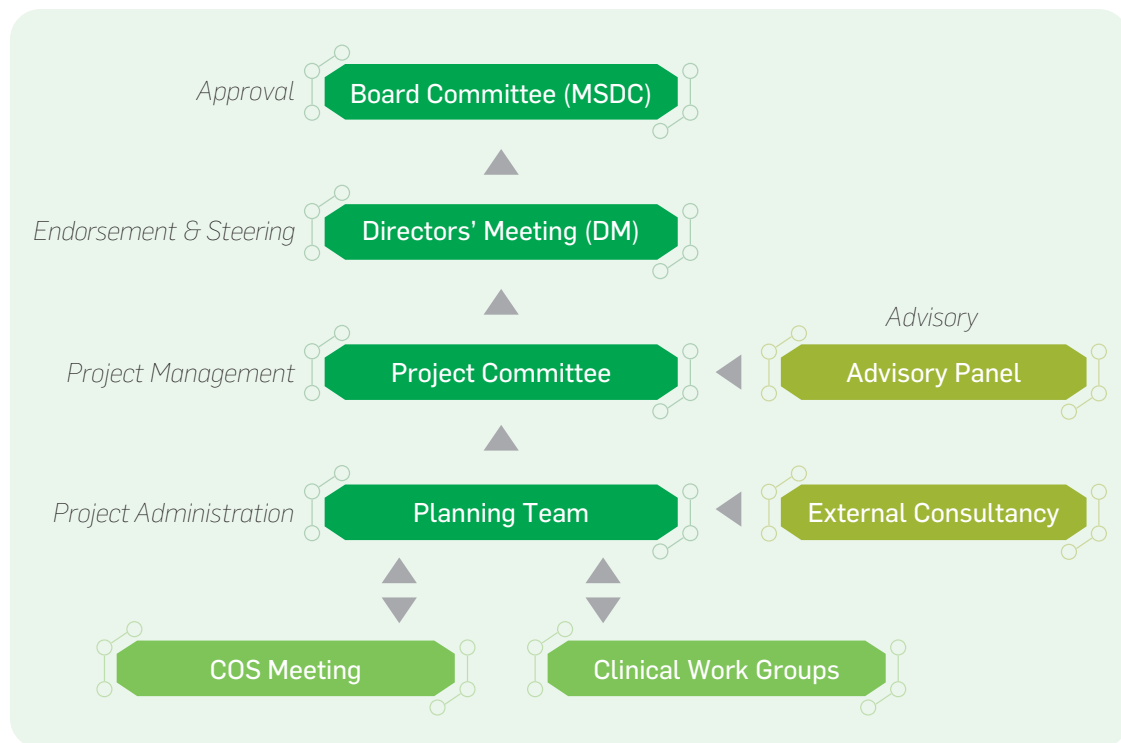 Approval
Board Committee (MSDC)
Endorsement & Steering
Directors’ Meeting (DM)
Advisory
Project Management
Project Committee
Advisory Panel
Project Administration
Planning Team
External Consultancy
COS Meeting
Clinical Work Groups